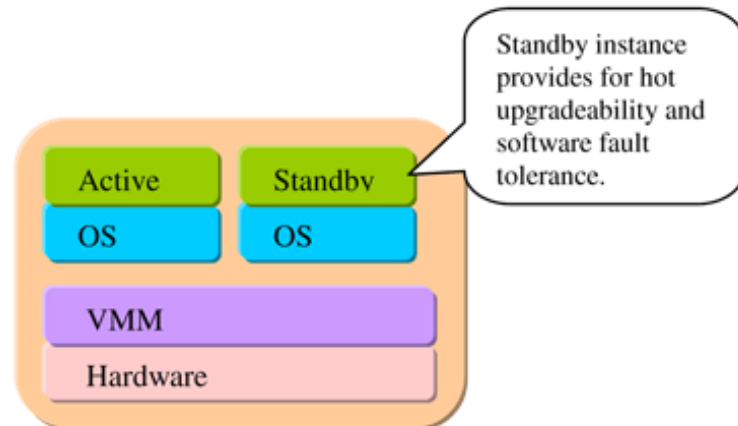 Standby instance
provides for hot
upgradeability and
software fault
tolerance.
Active
Standby
OS
OS
VMM
Hardware